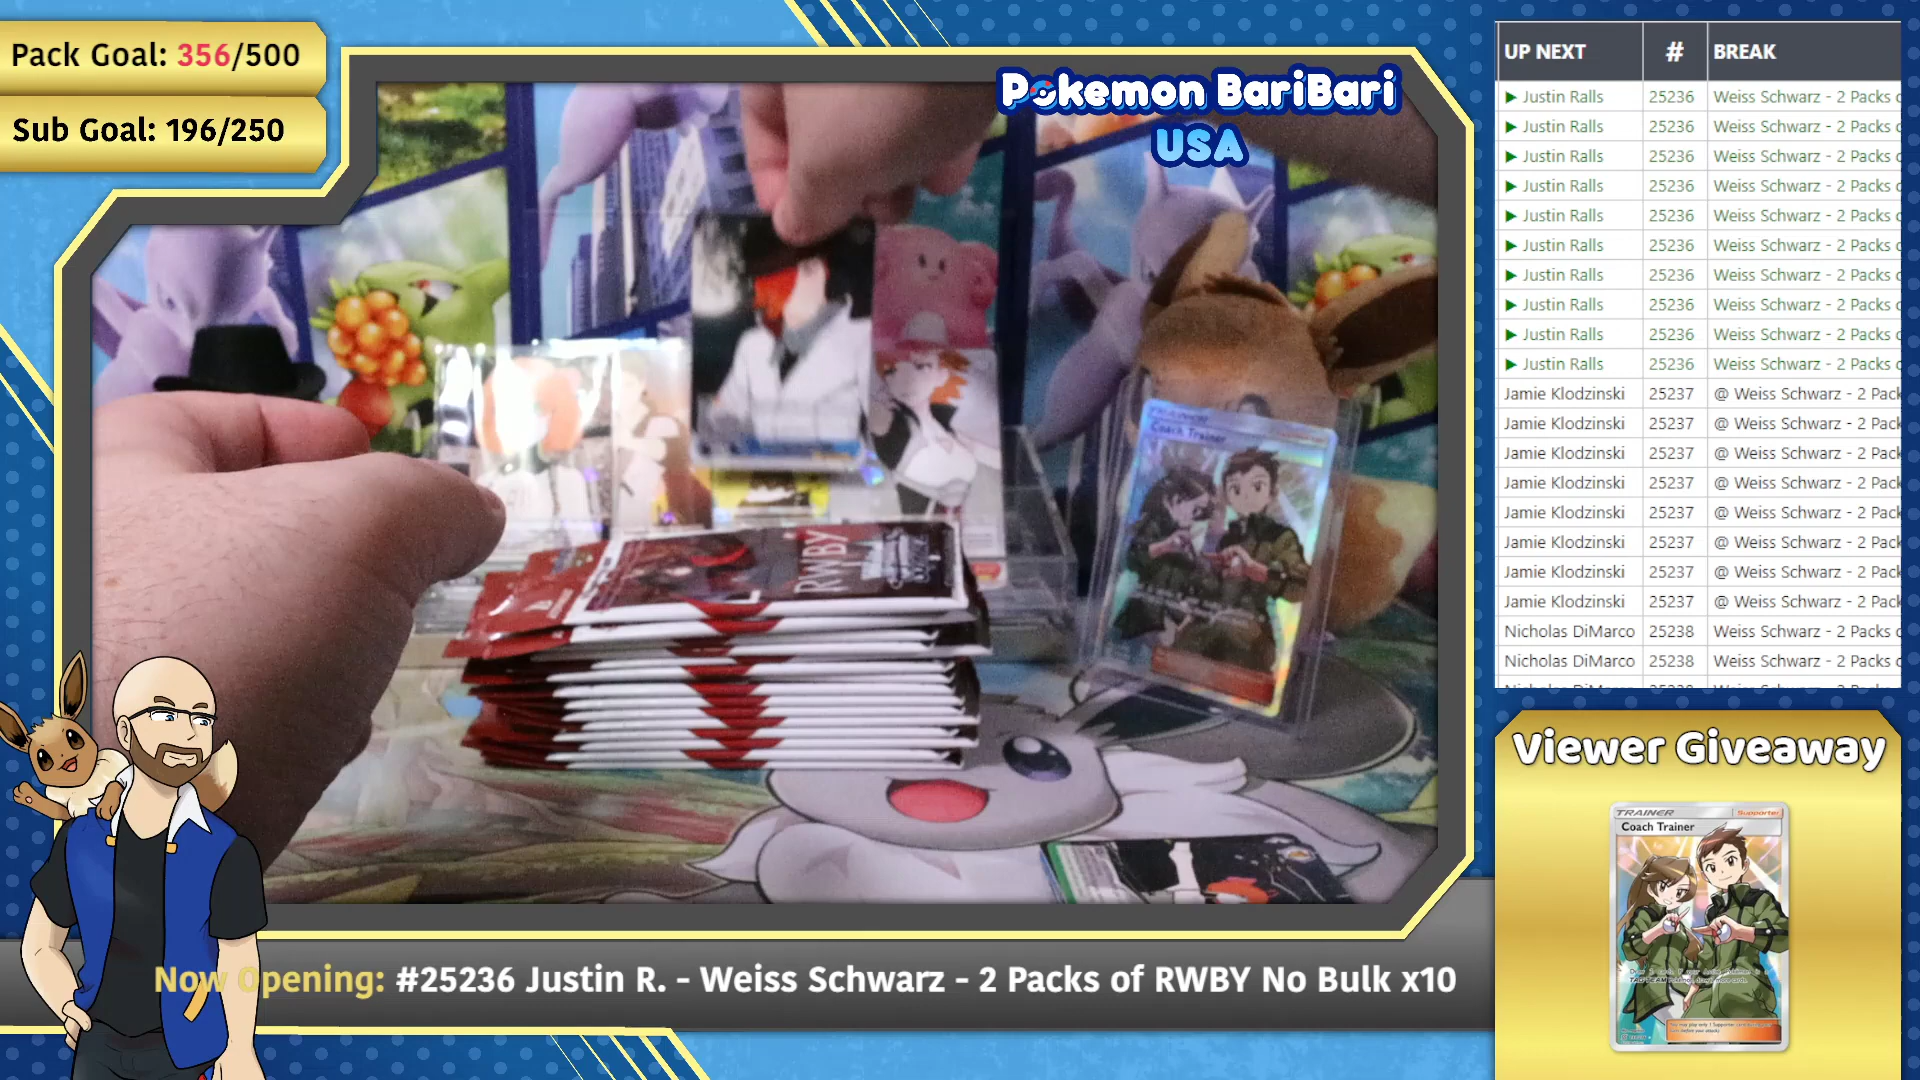 Pack Goal: 356/500
Sub Goal: 196/250
Pokemon BariBari
USA
RWBY
TRAINER
Coach Trainer
UP NEXT # BREAK
▶ Justin Ralls 25236 Weiss Schwarz - 2 Packs
▶ Justin Ralls 25236 Weiss Schwarz - 2 Packs
▶ Justin Ralls 25236 Weiss Schwarz - 2 Packs
▶ Justin Ralls 25236 Weiss Schwarz - 2 Packs
▶ Justin Ralls 25236 Weiss Schwarz - 2 Packs
▶ Justin Ralls 25236 Weiss Schwarz - 2 Packs
▶ Justin Ralls 25236 Weiss Schwarz - 2 Packs
▶ Justin Ralls 25236 Weiss Schwarz - 2 Packs
▶ Justin Ralls 25236 Weiss Schwarz - 2 Packs
▶ Justin Ralls 25236 Weiss Schwarz - 2 Packs
Jamie Klodzinski 25237 @ Weiss Schwarz - 2 Pack
Jamie Klodzinski 25237 @ Weiss Schwarz - 2 Pack
Jamie Klodzinski 25237 @ Weiss Schwarz - 2 Pack
Jamie Klodzinski 25237 @ Weiss Schwarz - 2 Pack
Jamie Klodzinski 25237 @ Weiss Schwarz - 2 Pack
Jamie Klodzinski 25237 @ Weiss Schwarz - 2 Pack
Jamie Klodzinski 25237 @ Weiss Schwarz - 2 Pack
Jamie Klodzinski 25237 @ Weiss Schwarz - 2 Pack
Nicholas DiMarco 25238 Weiss Schwarz - 2 Packs
Nicholas DiMarco 25238 Weiss Schwarz - 2 Packs
Viewer Giveaway
TRAINER Supporter
Coach Trainer
Now Opening: #25236 Justin R. - Weiss Schwarz - 2 Packs of RWBY No Bulk x10